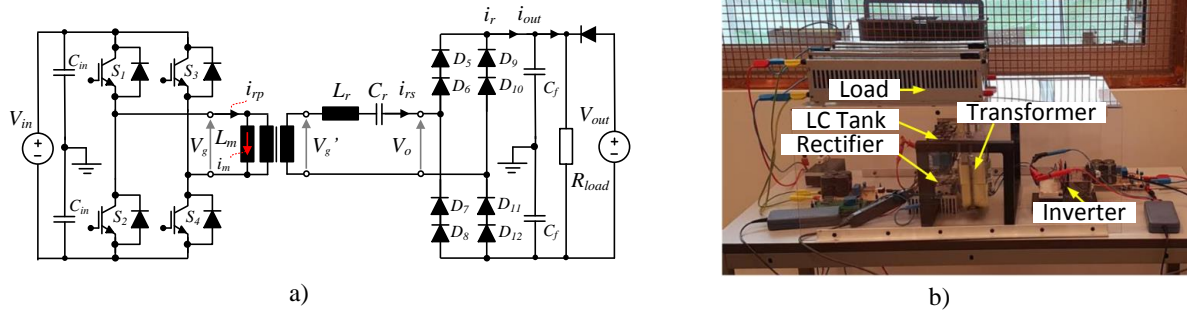 i_r i_out
C_in S_1 S_3 D_5 D_9 C_f
i_rp L_r C_r i_rs D_6 D_10
V_in V_g L_m i_m V_g' V_o V_out
R_load
C_in S_2 S_4 D_7 D_11 C_f
D_8 D_12
a)
Load
Transformer
LC Tank
Rectifier
Inverter
b)